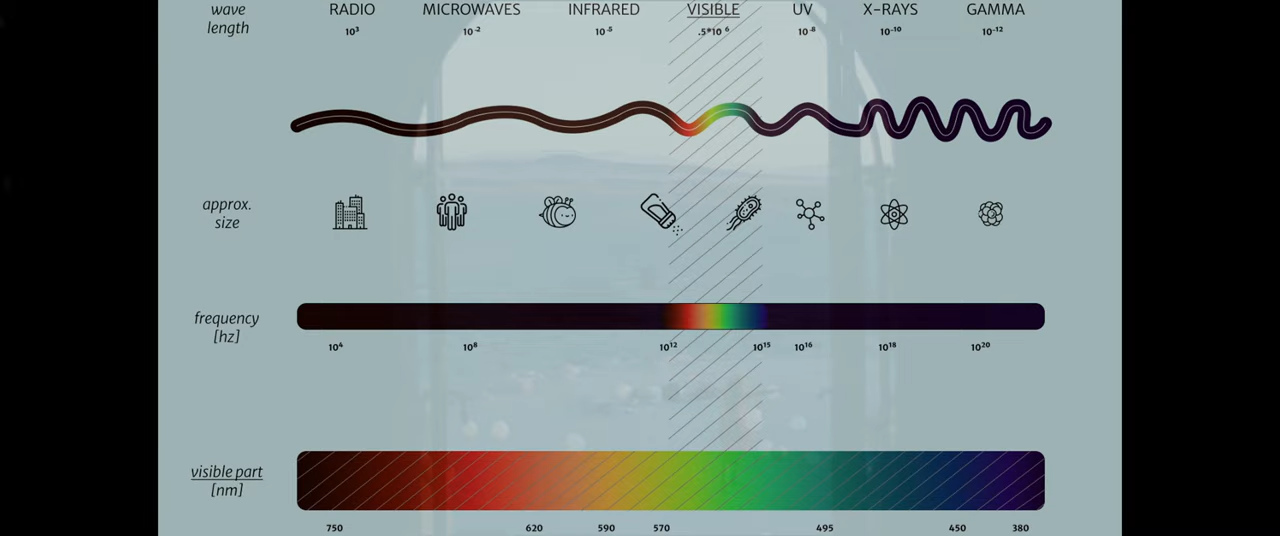 wave
length
RADIO MICROWAVES INFRARED VISIBLE UV X-RAYS GAMMA
10³ 10⁻² 10⁻⁵ .5*10⁻⁶ 10⁻⁸ 10⁻¹⁰ 10⁻¹²
approx.
size
frequency
[hz]
10⁴ 10⁸ 10¹² 10¹⁵ 10¹⁶ 10¹⁸ 10²⁰
visible part
[nm]
750 620 590 570 495 450 380